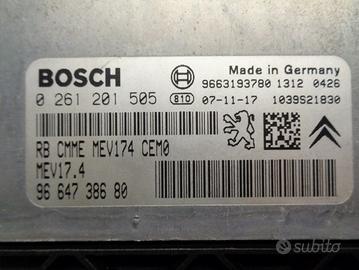 BOSCH
Made in Germany
9663193780 1312 0426
0 261 201 505
810
07-11-17
1039S21830
RB CMME MEV174 CEM0
MEV17.4
96 647 386 80
subito